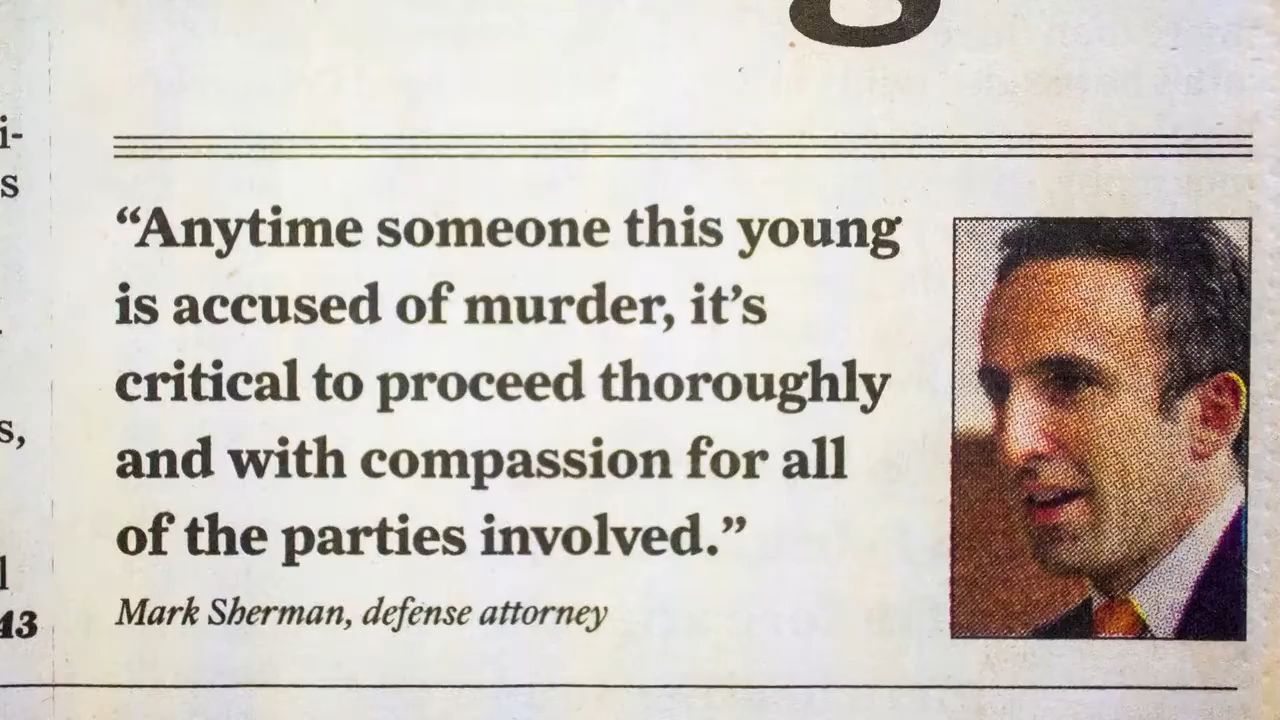 g
i-
s
"Anytime someone this young
is accused of murder, it's
critical to proceed thoroughly
s,
and with compassion for all
of the parties involved."
l
Mark Sherman, defense attorney
43